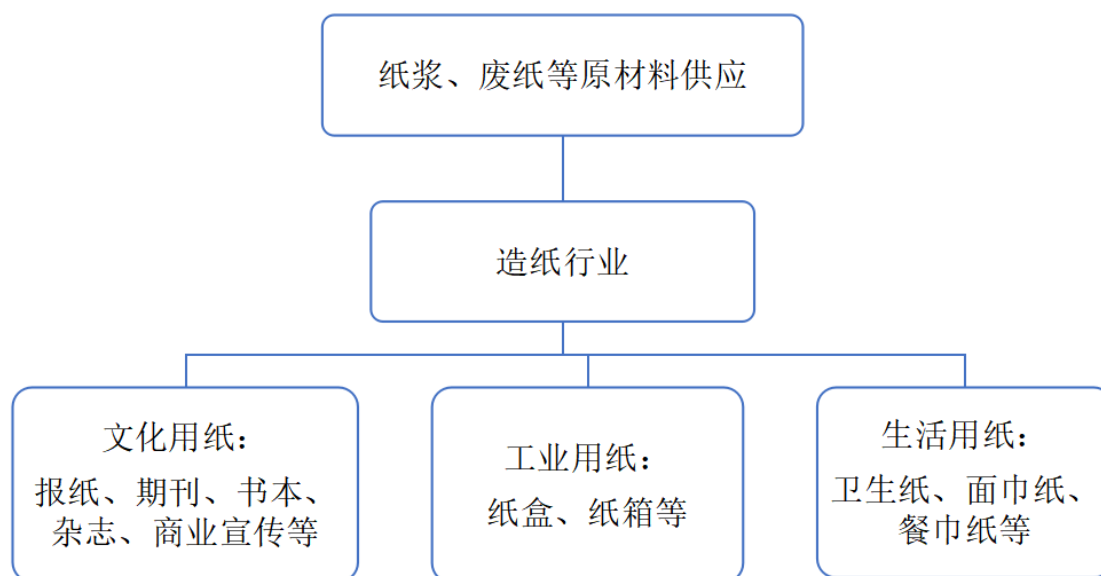 纸浆、废纸等原材料供应
造纸行业
文化用纸：
报纸、期刊、书本、
杂志、商业宣传等
工业用纸：
纸盒、纸箱等
生活用纸：
卫生纸、面巾纸、
餐巾纸等